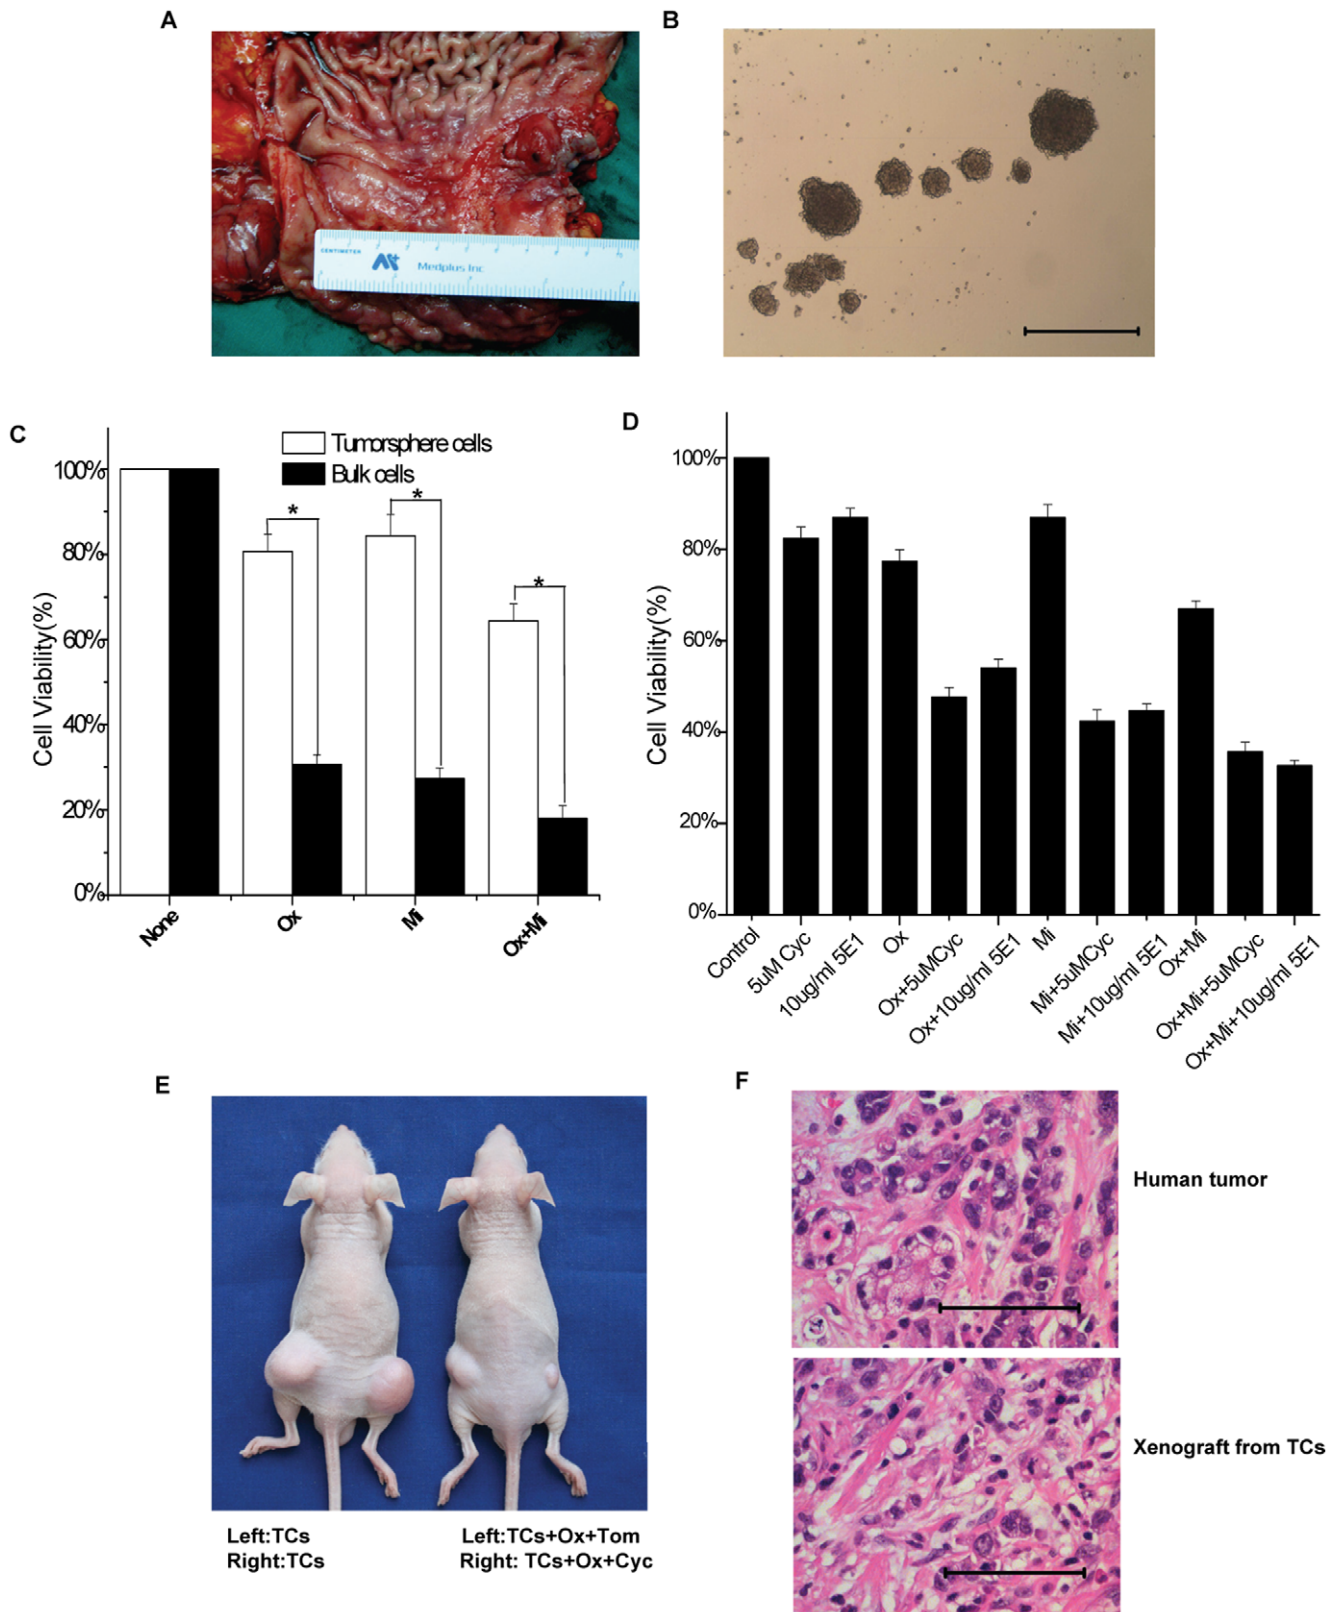 A
B
CENTIMETER
Medplus Inc
C
Tumorsphere cells
Bulk cells
100%
80%
60%
40%
20%
0%
Cell Viability(%)
*
*
*
None
Ox
Mi
Ox+Mi
D
100%
80%
60%
40%
20%
0%
Cell Viability(%)
Control
5uM Cyc
10ug/ml 5E1
Ox
Ox+5uMCyc
Ox+10ug/ml 5E1
Mi
Mi+5uMCyc
Mi+10ug/ml 5E1
Ox+Mi
Ox+Mi+5uMCyc
Ox+Mi+10ug/ml 5E1
E
Left:TCs
Right:TCs
Left:TCs+Ox+Tom
Right: TCs+Ox+Cyc
F
Human tumor
Xenograft from TCs